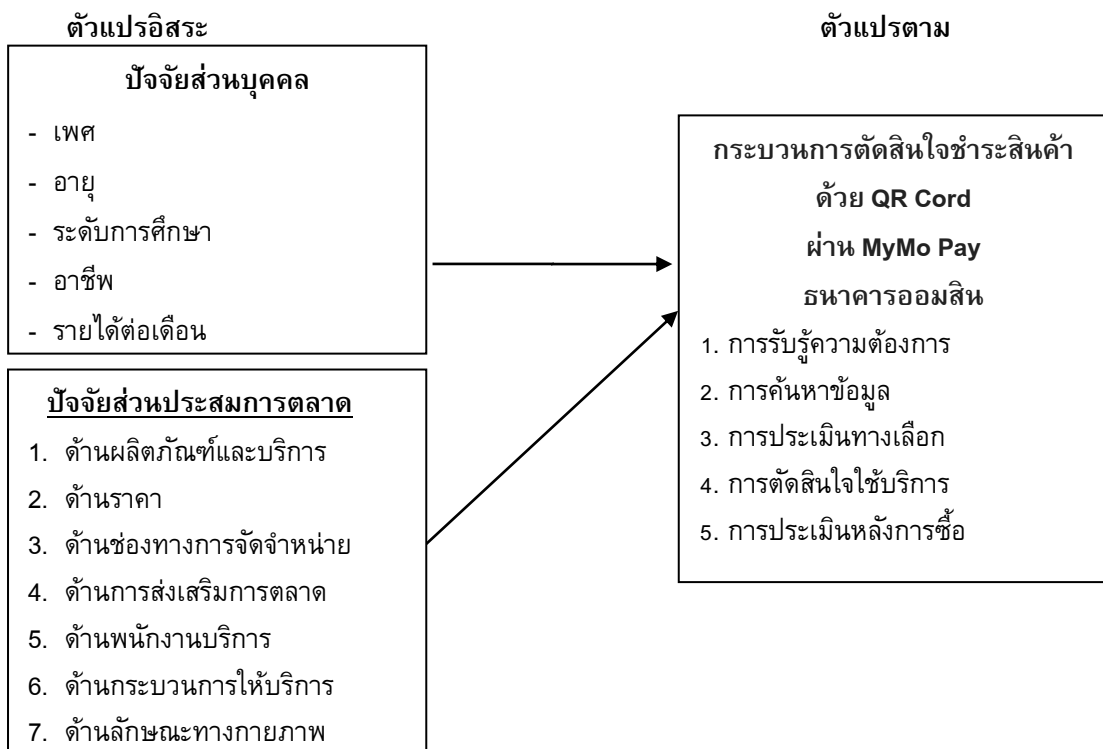 ตัวแปรอิสระ
ตัวแปรตาม
ปัจจัยส่วนบุคคล
- เพศ
- อายุ
- ระดับการศึกษา
- อาชีพ
- รายได้ต่อเดือน
ปัจจัยส่วนประสมการตลาด
1. ด้านผลิตภัณฑ์และบริการ
2. ด้านราคา
3. ด้านช่องทางการจัดจำหน่าย
4. ด้านการส่งเสริมการตลาด
5. ด้านพนักงานบริการ
6. ด้านกระบวนการให้บริการ
7. ด้านลักษณะทางกายภาพ
กระบวนการตัดสินใจชำระสินค้า
ด้วย QR Cord
ผ่าน MyMo Pay
ธนาคารออมสิน
1. การรับรู้ความต้องการ
2. การค้นหาข้อมูล
3. การประเมินทางเลือก
4. การตัดสินใจใช้บริการ
5. การประเมินหลังการซื้อ